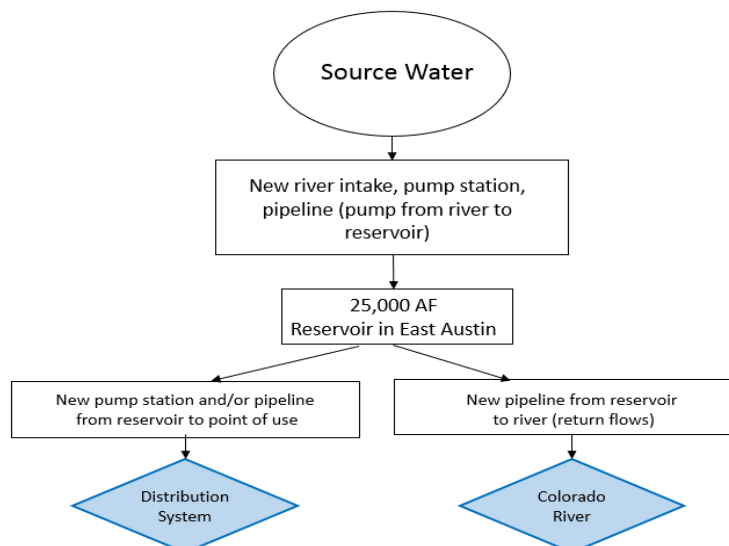 Source Water
New river intake, pump station,
pipeline (pump from river to
reservoir)
25,000 AF
Reservoir in East Austin
New pump station and/or pipeline
from reservoir to point of use
New pipeline from reservoir
to river (return flows)
Distribution
System
Colorado
River